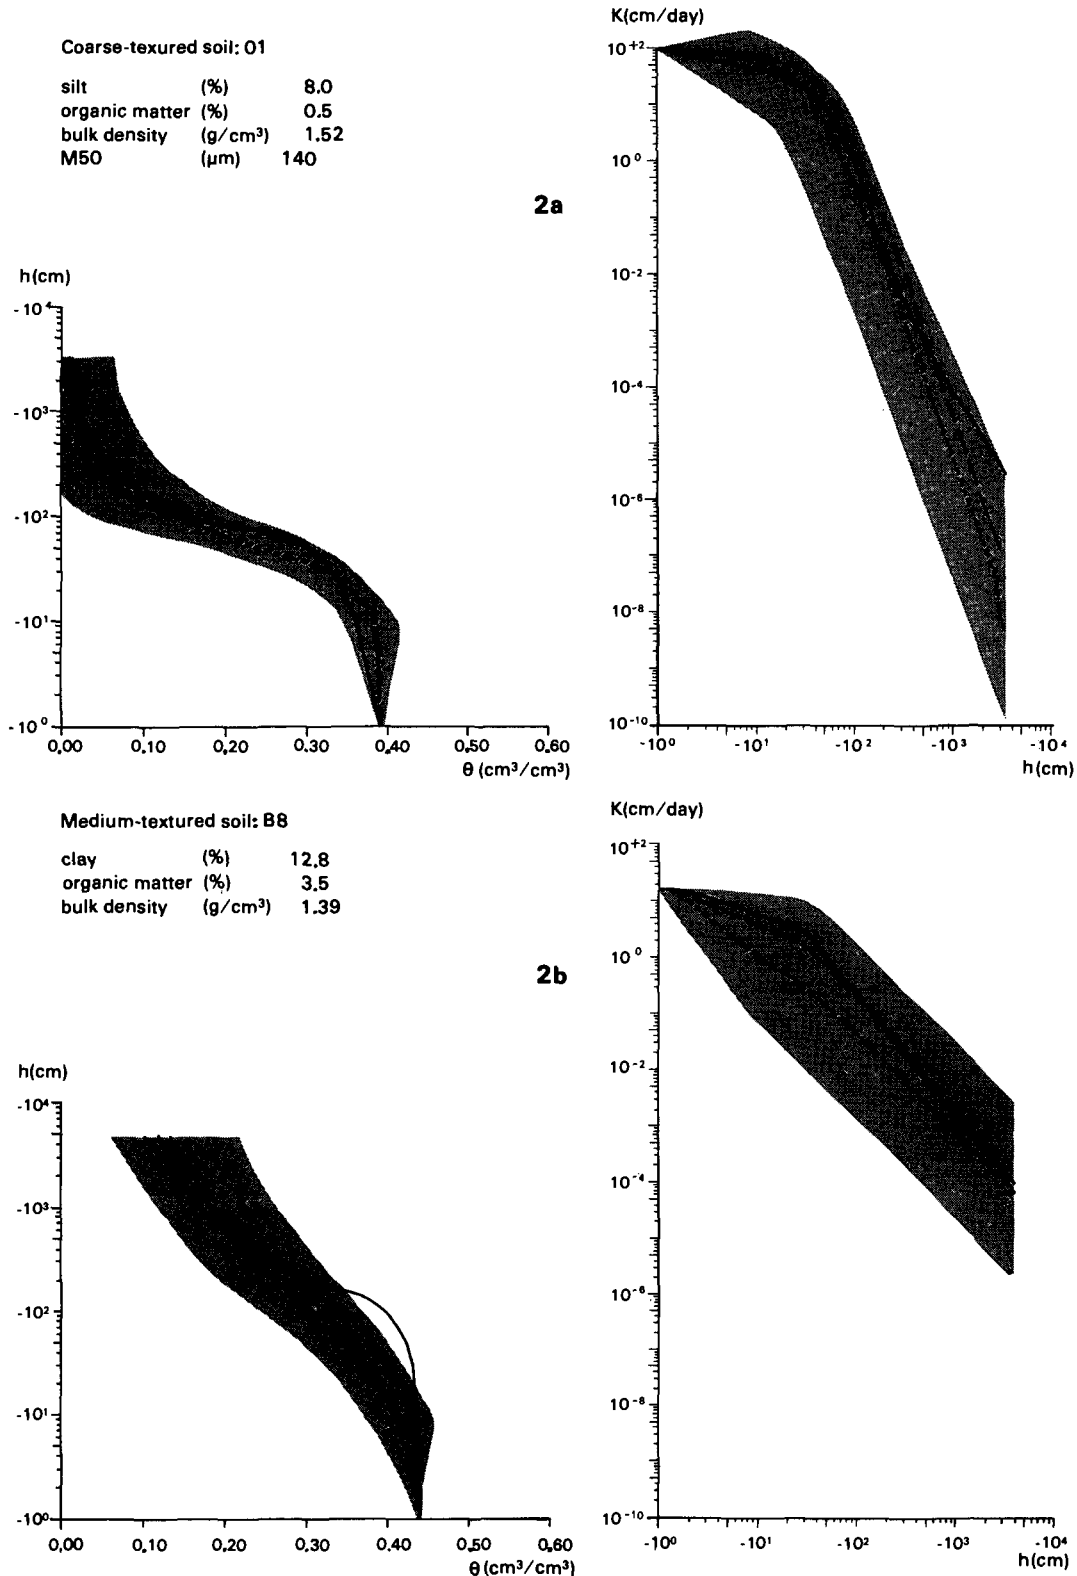 Coarse-texured soil: O1
silt (%) 8.0
organic matter (%) 0.5
bulk density (g/cm³) 1.52
M50 (μm) 140
2a
h(cm)
-10⁴
-10³
-10²
-10¹
-10⁰
0.00 0.10 0.20 0.30 0.40 0.50 0.60
θ (cm³/cm³)
K(cm/day)
10⁺²
10⁰
10⁻²
10⁻⁴
10⁻⁶
10⁻⁸
10⁻¹⁰
-10⁰ -10¹ -10² -10³ -10⁴
h(cm)
Medium-textured soil: B8
clay (%) 12.8
organic matter (%) 3.5
bulk density (g/cm³) 1.39
2b
h(cm)
-10⁴
-10³
-10²
-10¹
-10⁰
0.00 0.10 0.20 0.30 0.40 0.50 0.60
θ (cm³/cm³)
K(cm/day)
10⁺²
10⁰
10⁻²
10⁻⁴
10⁻⁶
10⁻⁸
10⁻¹⁰
-10⁰ -10¹ -10² -10³ -10⁴
h(cm)